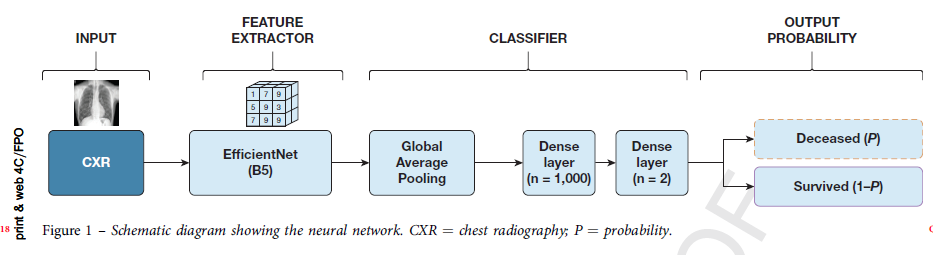 INPUT
FEATURE
EXTRACTOR
CLASSIFIER
OUTPUT
PROBABILITY
1 7 9
5 9 3
7 9 9
CXR
EfficientNet
(B5)
Global
Average
Pooling
Dense
layer
(n = 1,000)
Dense
layer
(n = 2)
Deceased (P)
Survived (1–P)
print & web 4C/FPO
18
Figure 1 – Schematic diagram showing the neural network. CXR = chest radiography; P = probability.
OF